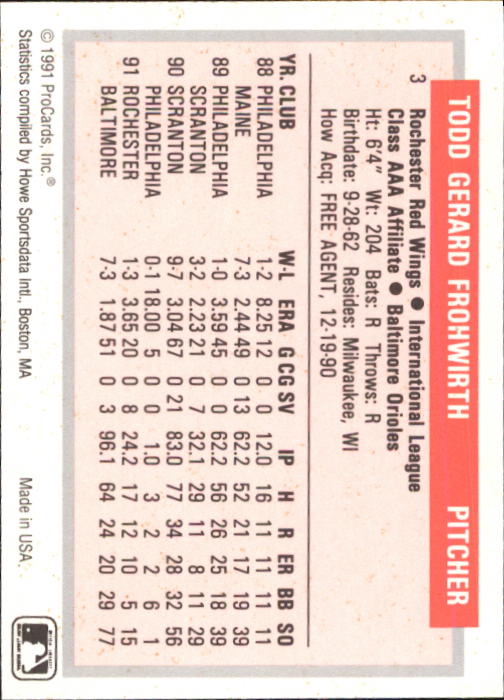 TODD GERARD FROHWIRTH PITCHER
3 Rochester Red Wings ● International League
Class AAA Affiliate ● Baltimore Orioles
Ht: 6'4" Wt: 204 Bats: R Throws: R
Birthdate: 9-28-62 Resides: Milwaukee, WI
How Acq: FREE AGENT, 12-19-90
YR. CLUB W-L ERA G CG SV IP H R ER BB SO
88 PHILADELPHIA 1-2 8.25 12 0 0 12.0 16 11 11 11 11
MAINE 7-3 2.44 49 0 13 62.2 52 21 17 19 39
89 PHILADELPHIA 1-0 3.59 45 0 0 62.2 56 26 25 18 39
SCRANTON 3-2 2.23 21 0 7 32.1 29 11 8 11 29
90 SCRANTON 9-7 3.04 67 0 21 83.0 77 34 28 32 56
PHILADELPHIA 0-1 18.00 5 0 0 1.0 3 2 2 6 1
91 ROCHESTER 1-3 3.65 20 0 8 24.2 17 12 10 5 15
BALTIMORE 7-3 1.87 51 0 3 96.1 64 24 20 29 77
© 1991 ProCards, Inc.®
Statistics compiled by Howe Sportsdata Intl., Boston, MA Made in USA